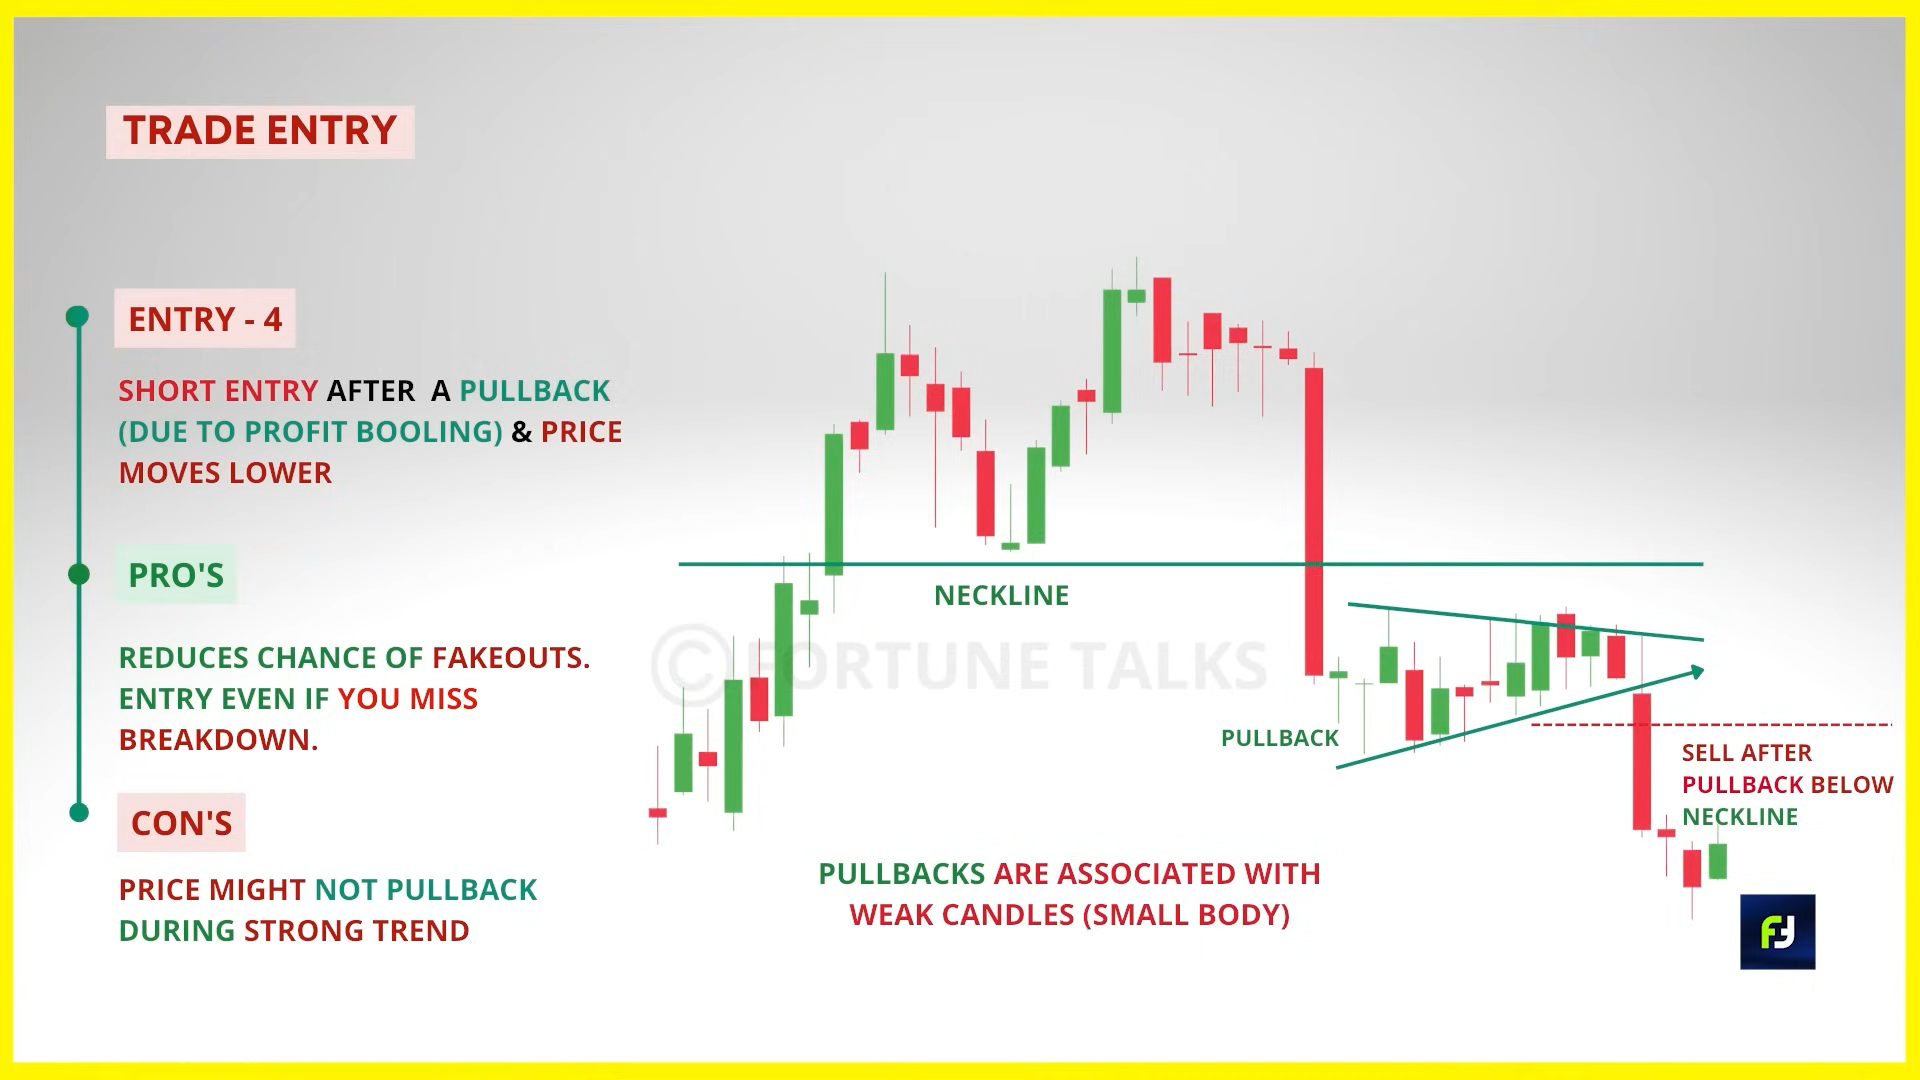 TRADE ENTRY
ENTRY - 4
SHORT ENTRY AFTER A PULLBACK
(DUE TO PROFIT BOOLING) & PRICE
MOVES LOWER
PRO'S
REDUCES CHANCE OF FAKEOUTS.
ENTRY EVEN IF YOU MISS
BREAKDOWN.
CON'S
PRICE MIGHT NOT PULLBACK
DURING STRONG TREND
NECKLINE
© FORTUNE TALKS
PULLBACK
SELL AFTER
PULLBACK BELOW
NECKLINE
PULLBACKS ARE ASSOCIATED WITH
WEAK CANDLES (SMALL BODY)